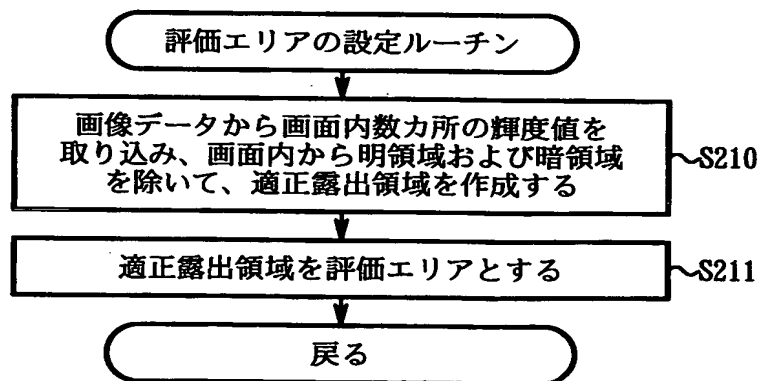 評価エリアの設定ルーチン
画像データから画面内数カ所の輝度値を
取り込み、画面内から明領域および暗領域
を除いて、適正露出領域を作成する
S210
適正露出領域を評価エリアとする
S211
戻る